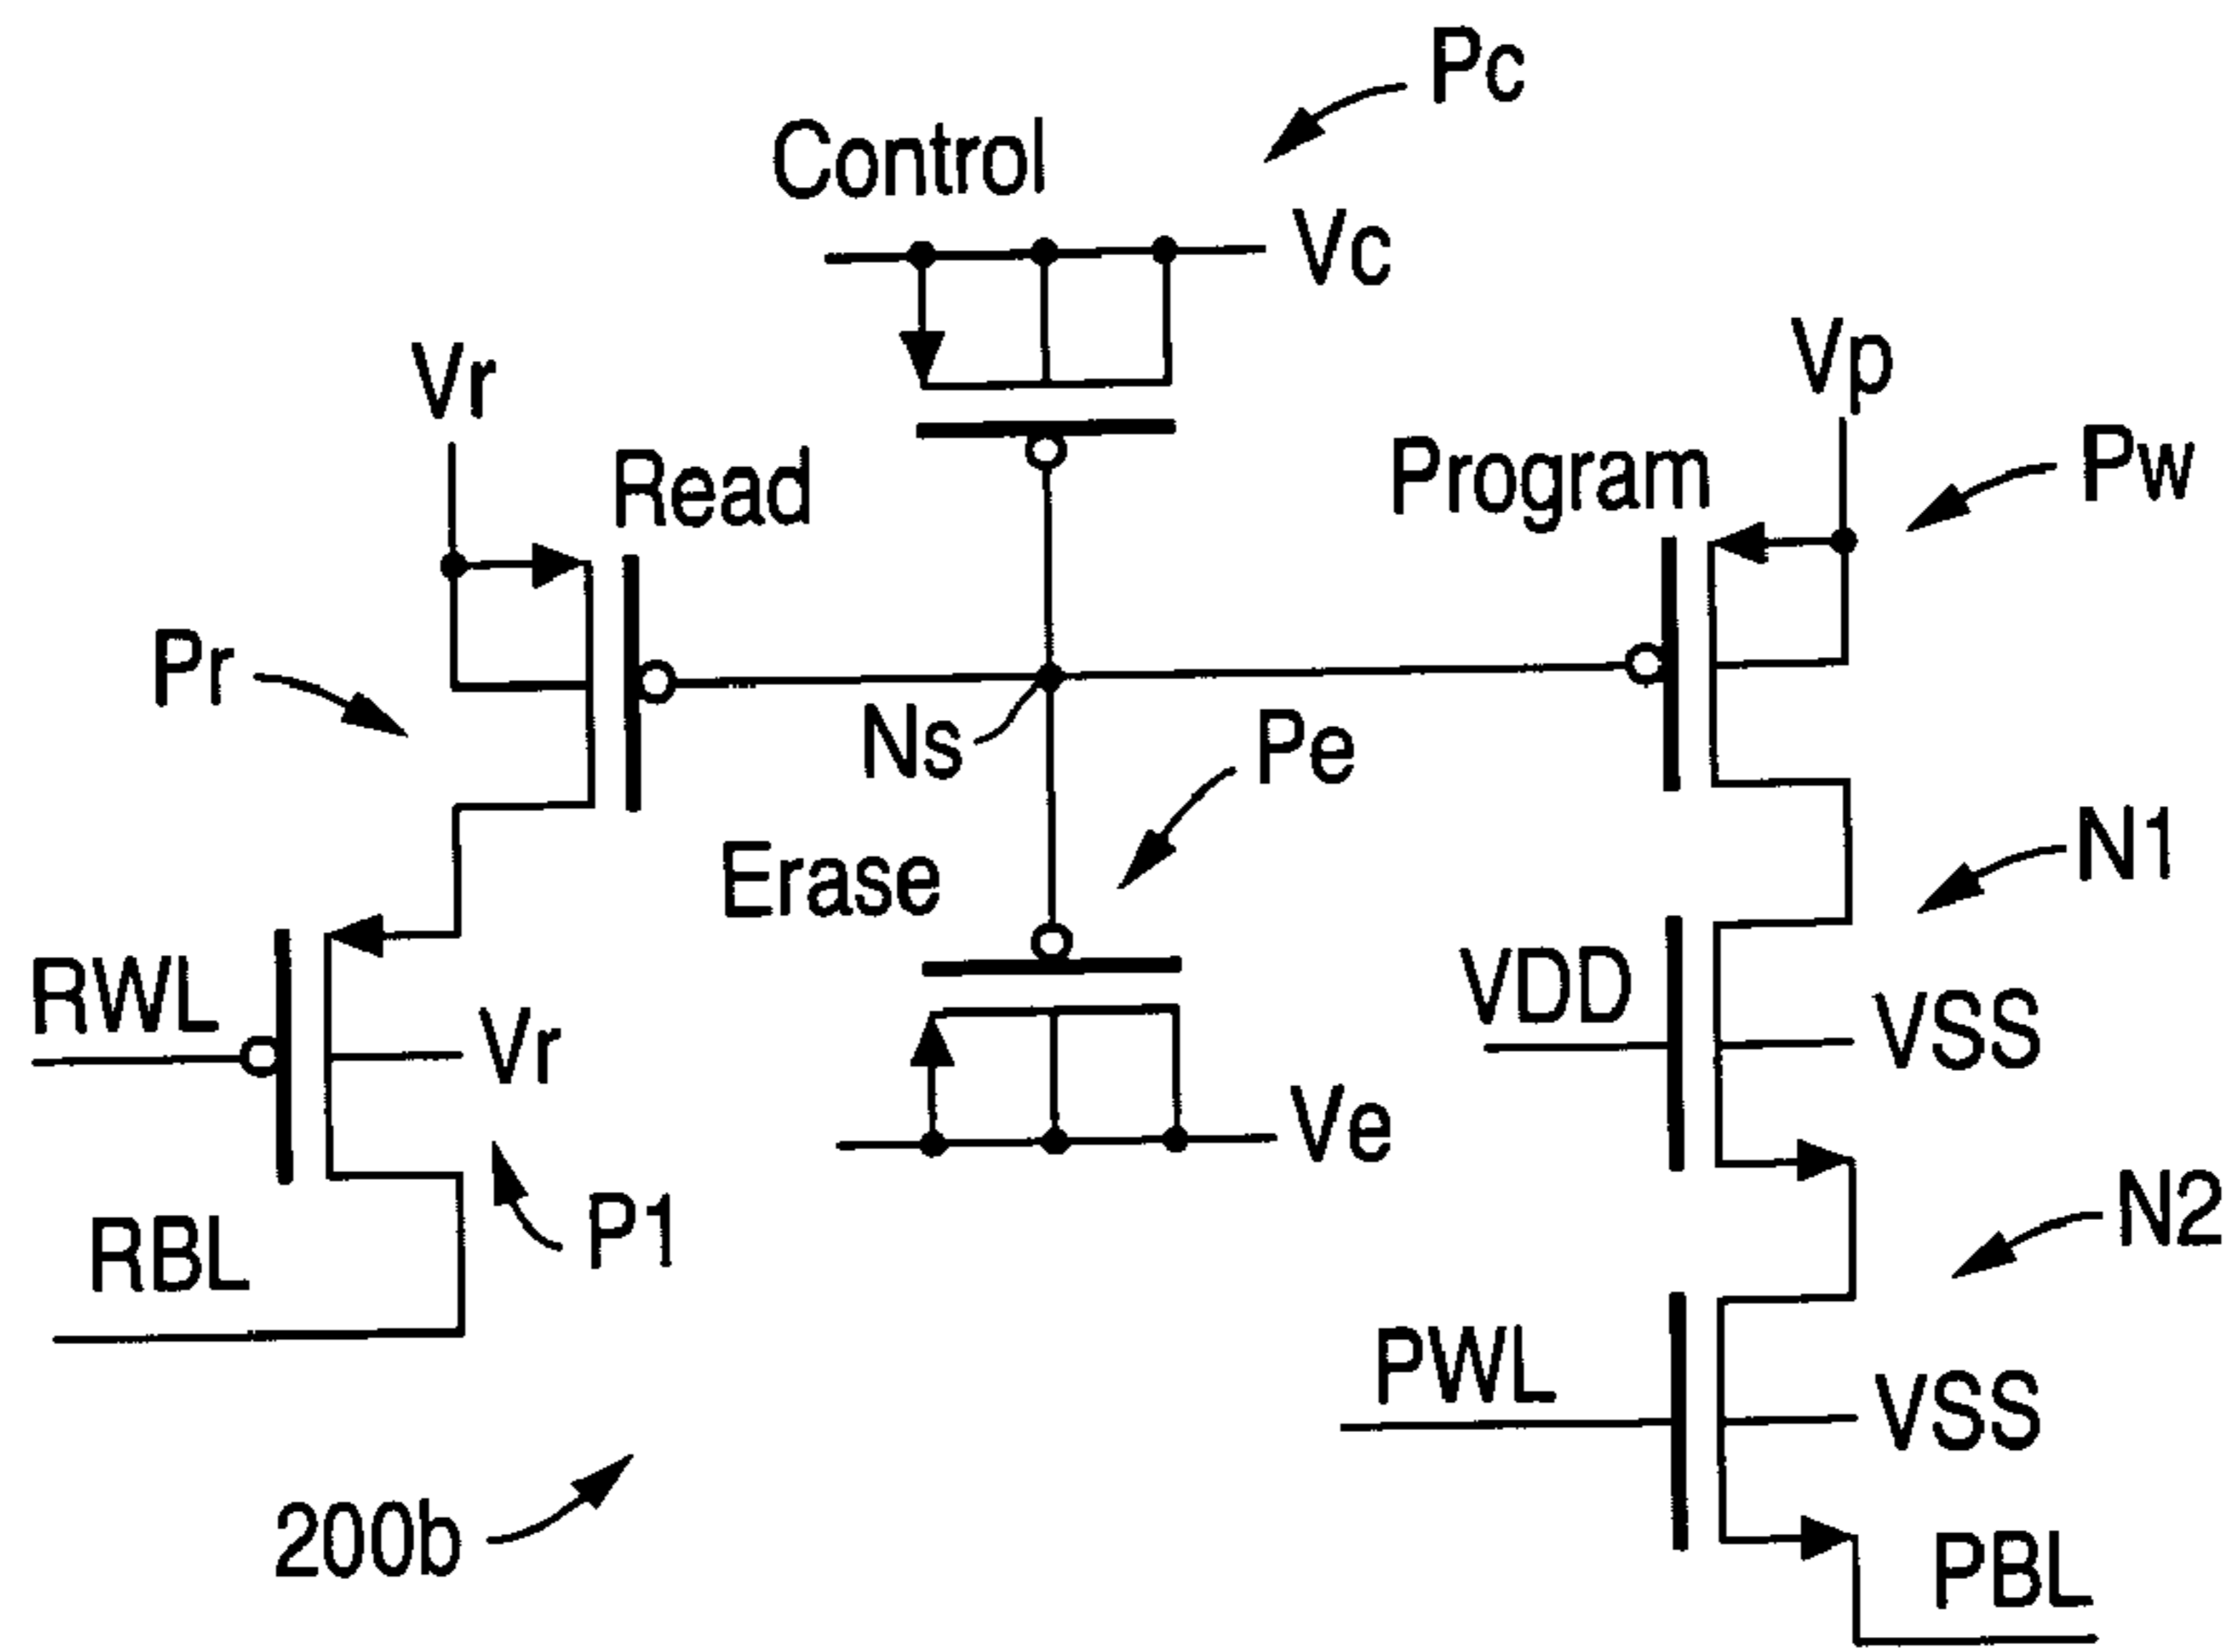 Pc
Control
Vc
Vr
Vp
Read
Program
Pw
Pr
Ns
Pe
N1
Erase
RWL
Vr
VDD
VSS
Ve
P1
N2
RBL
PWL
VSS
200b
PBL